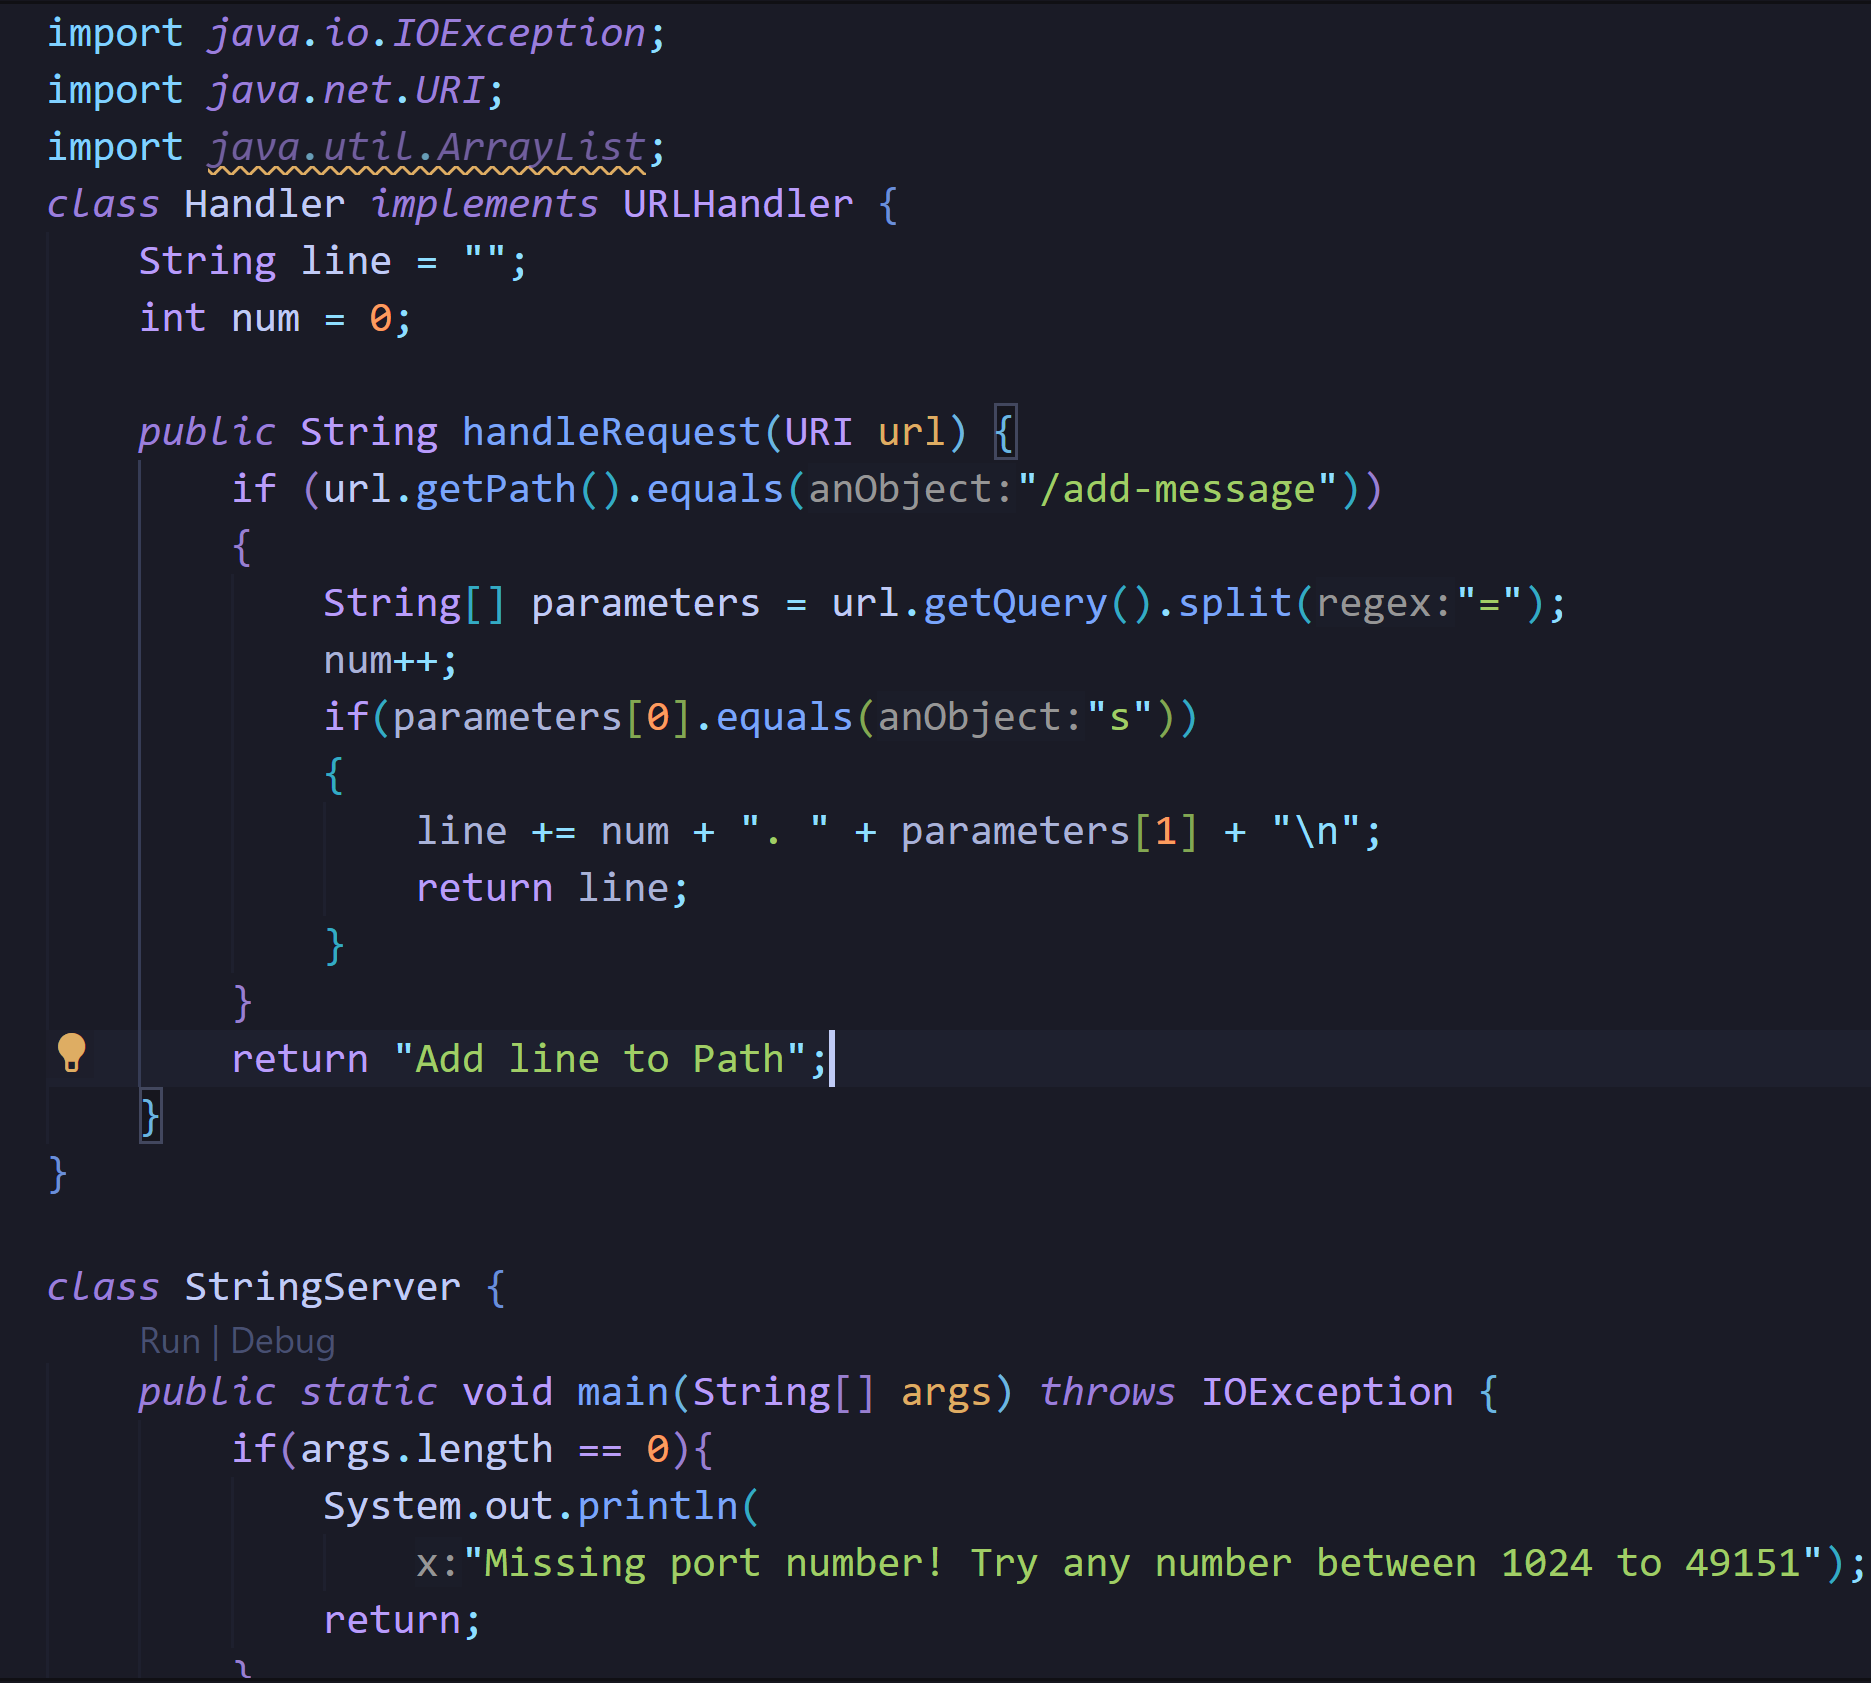 import java.io.IOException;
import java.net.URI;
import java.util.ArrayList;
class Handler implements URLHandler {
    String line = "";
    int num = 0;

    public String handleRequest(URI url) {
        if (url.getPath().equals(anObject:"/add-message"))
        {
            String[] parameters = url.getQuery().split(regex:"=");
            num++;
            if(parameters[0].equals(anObject:"s"))
            {
                line += num + ". " + parameters[1] + "\n";
                return line;
            }
        }
        return "Add line to Path";
    }
}

class StringServer {
    Run | Debug
    public static void main(String[] args) throws IOException {
        if(args.length == 0){
            System.out.println(
                x:"Missing port number! Try any number between 1024 to 49151");
            return;
        }